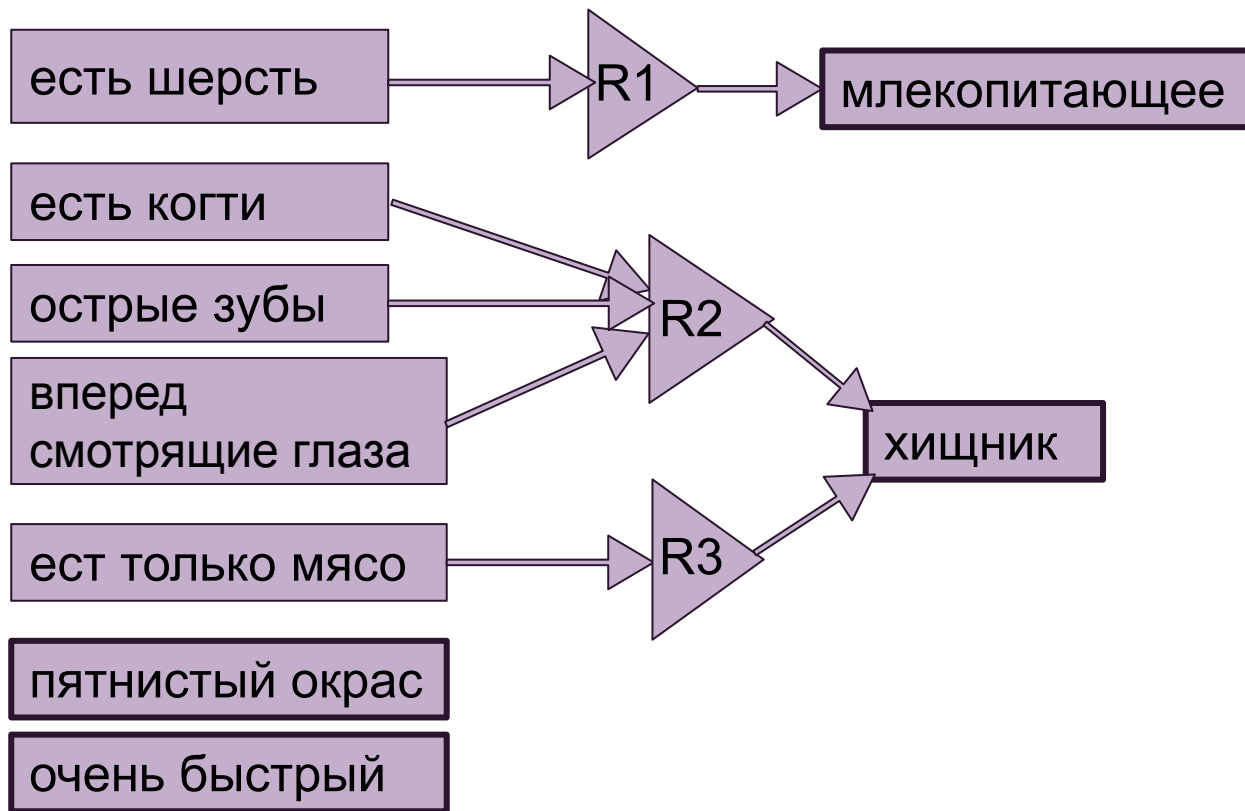 есть шерсть
R1
млекопитающее
есть когти
острые зубы
R2
вперед
смотрящие глаза
хищник
ест только мясо
R3
пятнистый окрас
очень быстрый